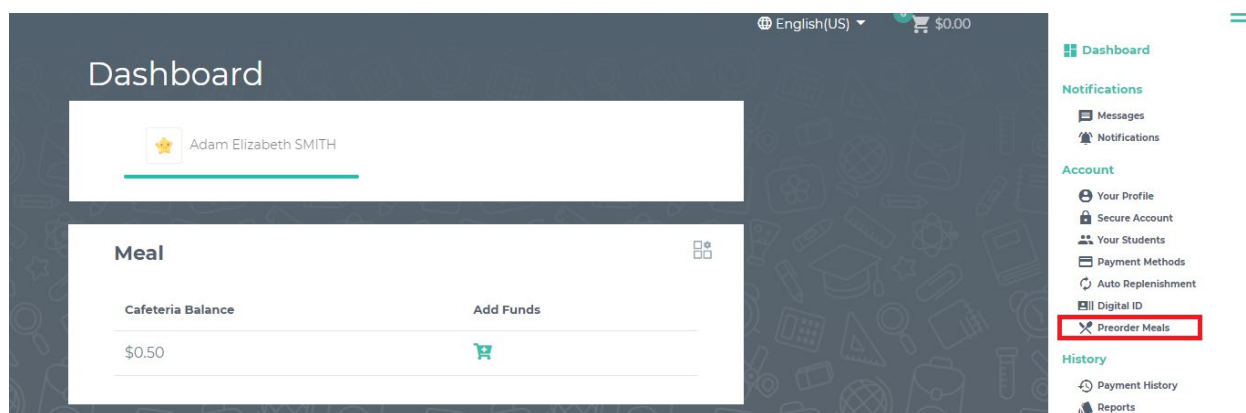 English(US)
0
$0.00
Dashboard
Adam Elizabeth SMITH
Meal
Cafeteria Balance
Add Funds
$0.50
Dashboard
Notifications
Messages
Notifications
Account
Your Profile
Secure Account
Your Students
Payment Methods
Auto Replenishment
Digital ID
Preorder Meals
History
Payment History
Reports